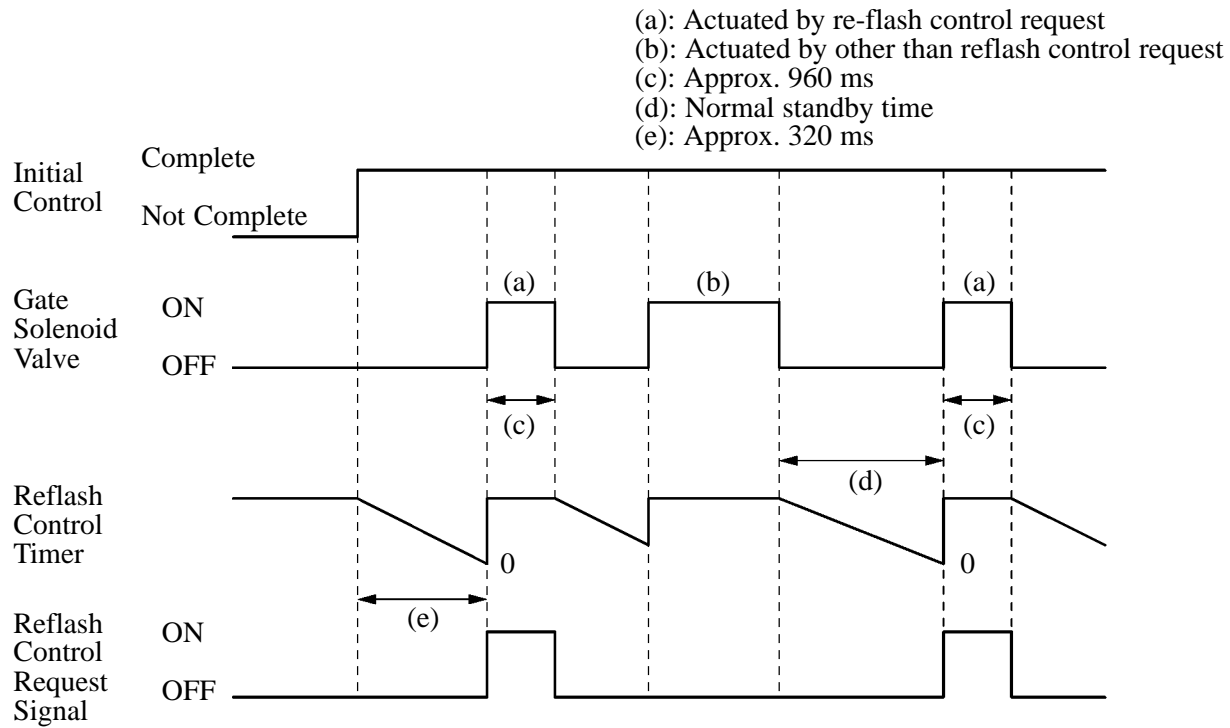 (a): Actuated by re-flash control request
(b): Actuated by other than reflash control request
(c): Approx. 960 ms
(d): Normal standby time
(e): Approx. 320 ms
Initial
Control
Complete
Not Complete
Gate
Solenoid
Valve
ON
OFF
(a)
(b)
(a)
(c)
(c)
(d)
Reflash
Control
Timer
0
0
(e)
Reflash
Control
Request
Signal
ON
OFF